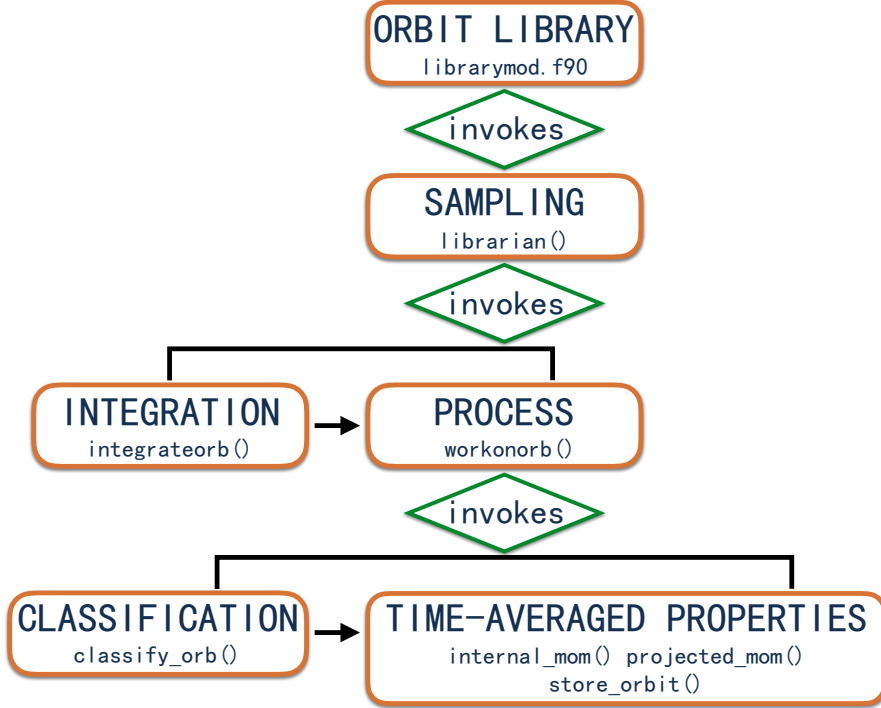 ORBIT LIBRARY
librarymod.f90
invokes
SAMPLING
librarian()
invokes
INTEGRATION
integrateorb()
PROCESS
workonorb()
invokes
CLASSIFICATION
classify_orb()
TIME-AVERAGED PROPERTIES
internal_mom() projected_mom()
store_orbit()